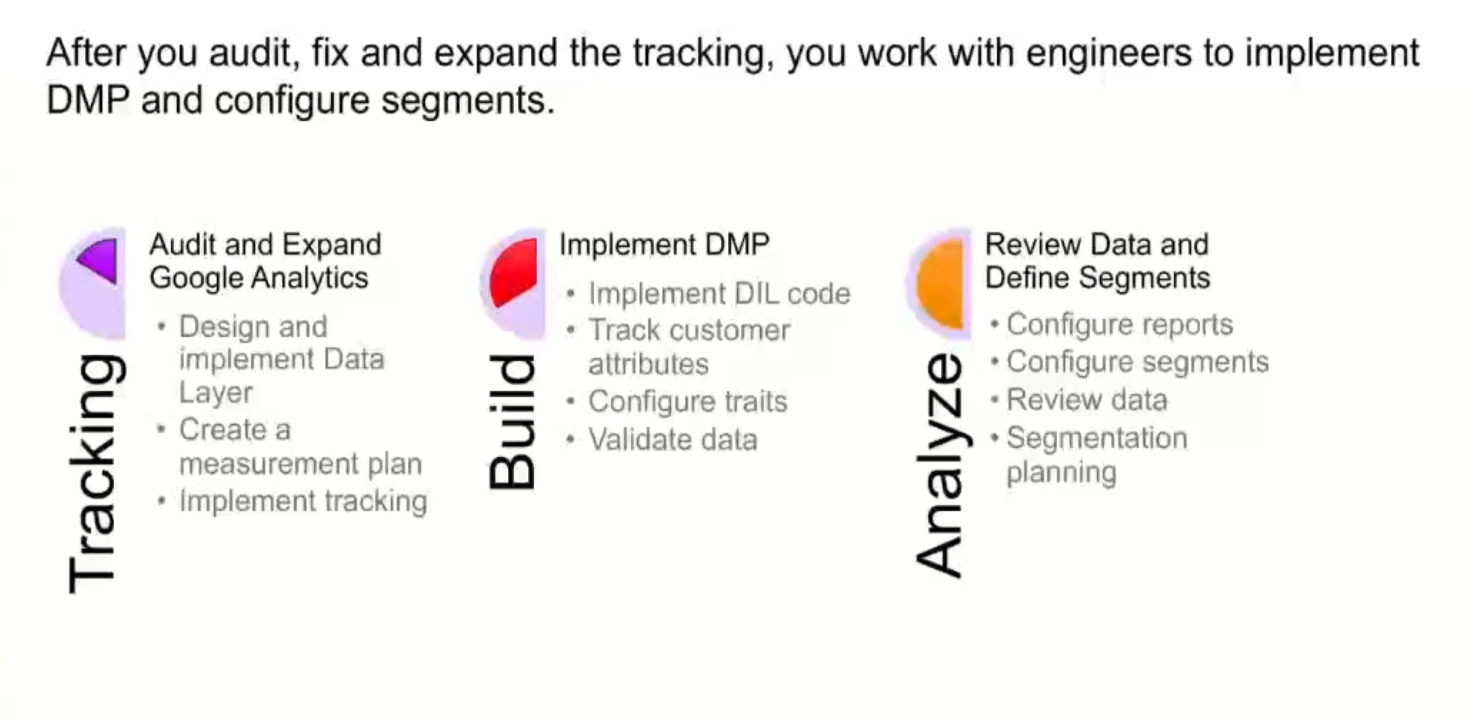 After you audit, fix and expand the tracking, you work with engineers to implement
DMP and configure segments.
Tracking
Audit and Expand
Google Analytics
• Design and
implement Data
Layer
• Create a
measurement plan
• Implement tracking
Build
Implement DMP
• Implement DIL code
• Track customer
attributes
• Configure traits
• Validate data
Analyze
Review Data and
Define Segments
• Configure reports
• Configure segments
• Review data
• Segmentation
planning